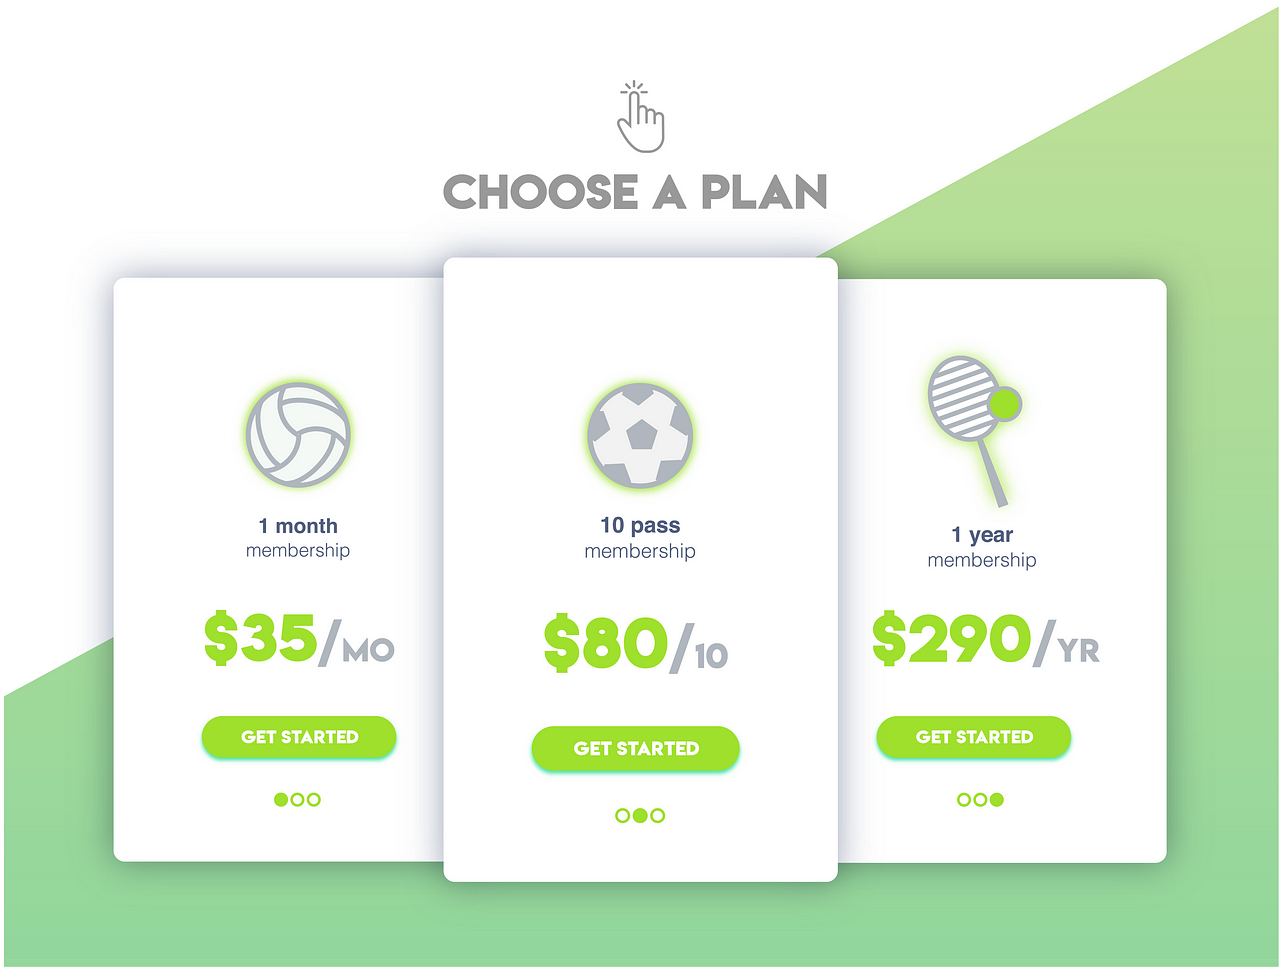 CHOOSE A PLAN
1 month
membership
$35/MO
GET STARTED
10 pass
membership
$80/10
GET STARTED
1 year
membership
$290/YR
GET STARTED